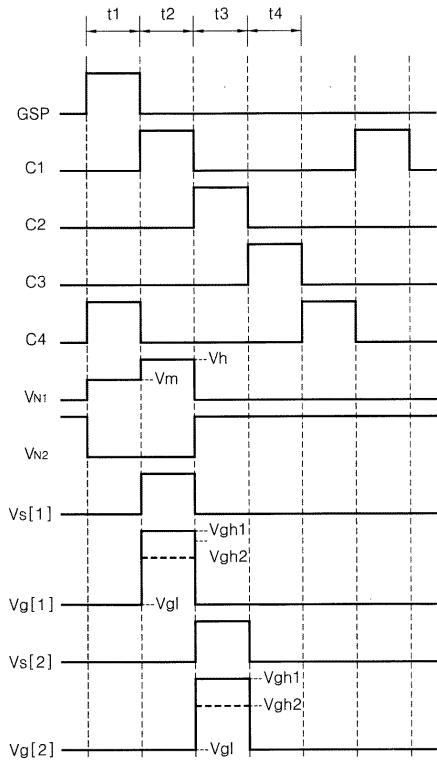 t1 t2 t3 t4
GSP
C1
C2
C3
C4
Vh
Vm
VN1
VN2
Vs[1]
Vgh1
Vgh2
Vg[1]
Vgl
Vs[2]
Vgh1
Vgh2
Vg[2]
Vgl